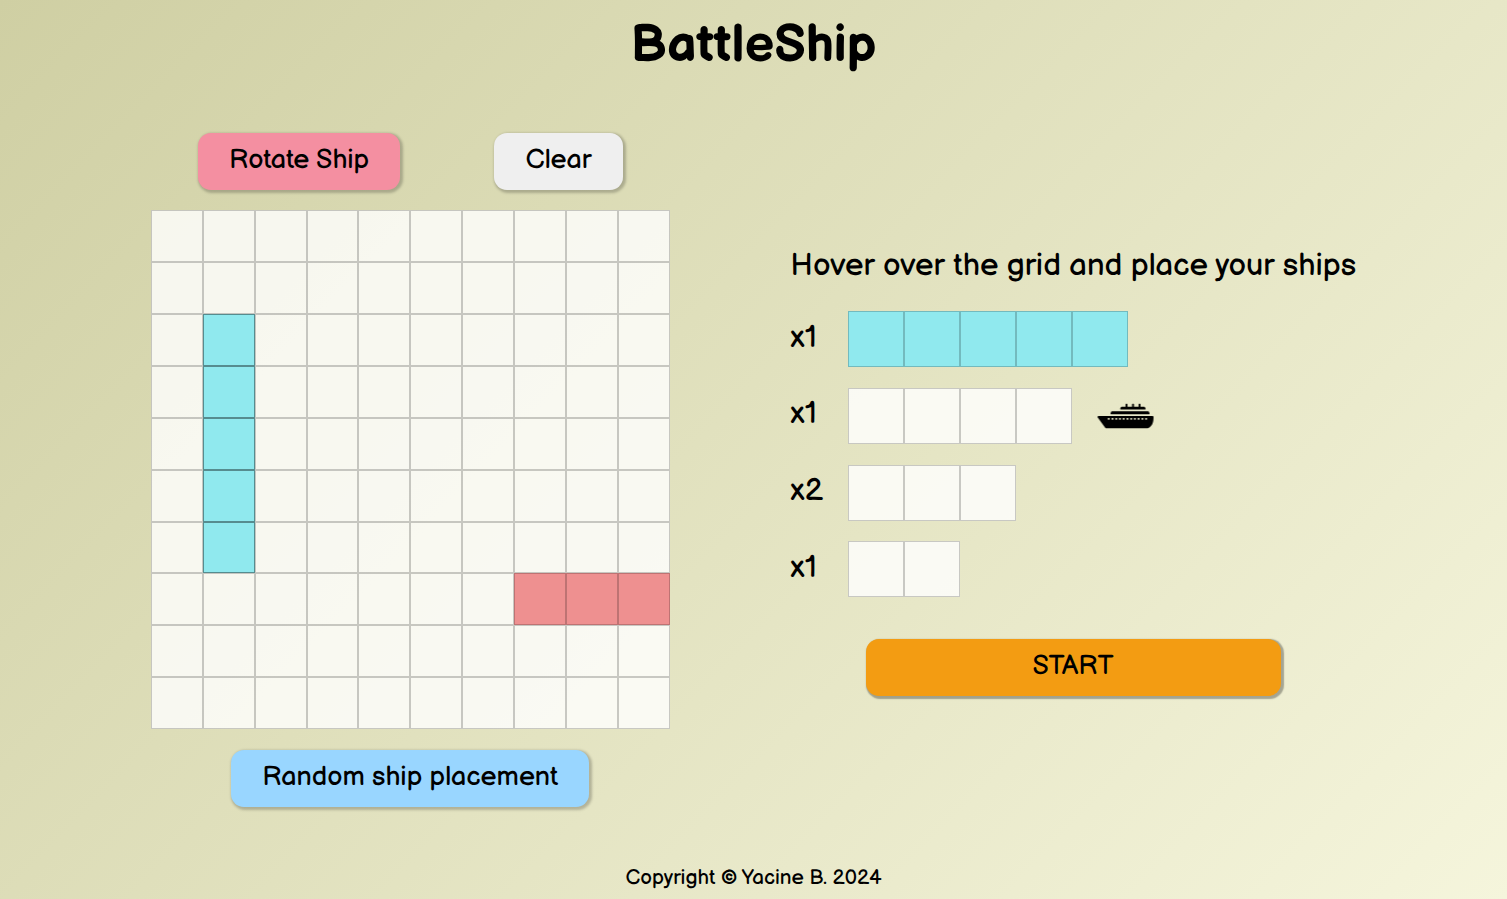 BattleShip
Rotate Ship
Clear
Hover over the grid and place your ships
x1
x1
x2
x1
START
Random ship placement
Copyright © Yacine B. 2024